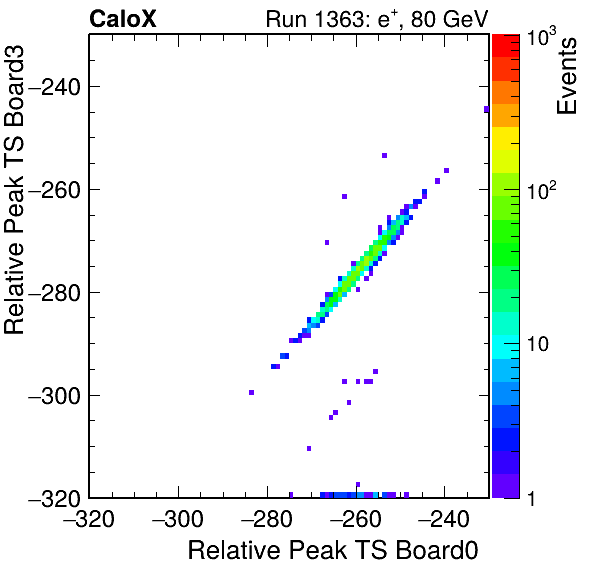 CaloX
Run 1363: e⁺, 80 GeV
Relative Peak TS Board3
−240
−260
−280
−300
−320
−320
−300
−280
−260
−240
Relative Peak TS Board0
Events
10³
10²
10
1